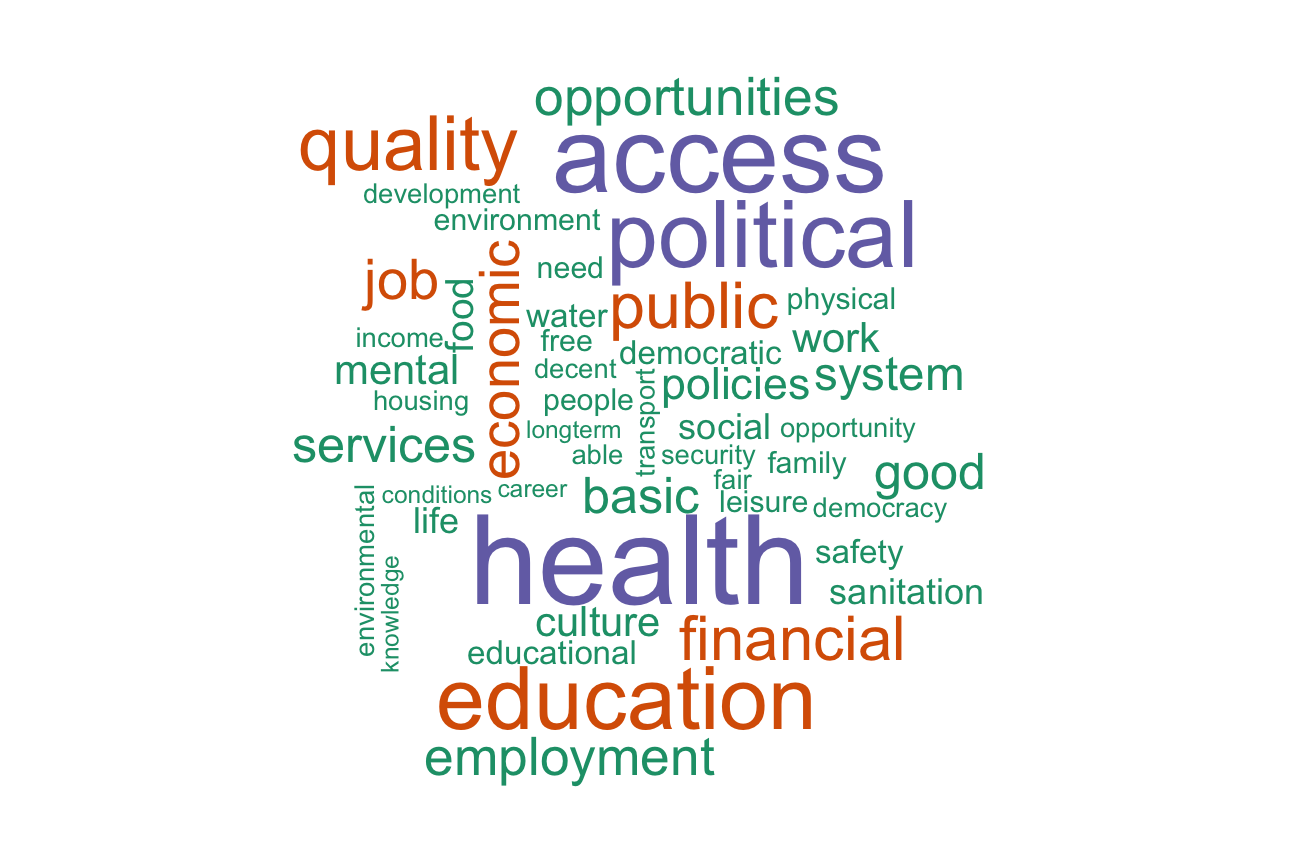 opportunities
quality
access
development
environment
political
job
food
economic
need
public
physical
income
water
free
work
mental
decent
democratic
policies
system
housing
people
transport
services
longterm
social
opportunity
able
security
family
good
environmental
conditions
career
basic
fair
leisure
democracy
life
knowledge
health
safety
sanitation
culture
financial
educational
education
employment